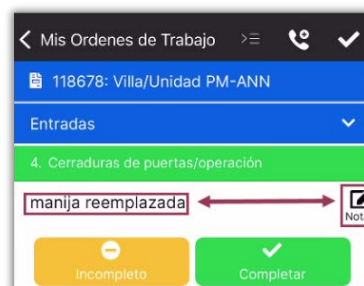 Mis Ordenes de Trabajo
118678: Villa/Unidad PM-ANN
Entradas
4. Cerraduras de puertas/operación
manija reemplazada
Incompleto
Completar